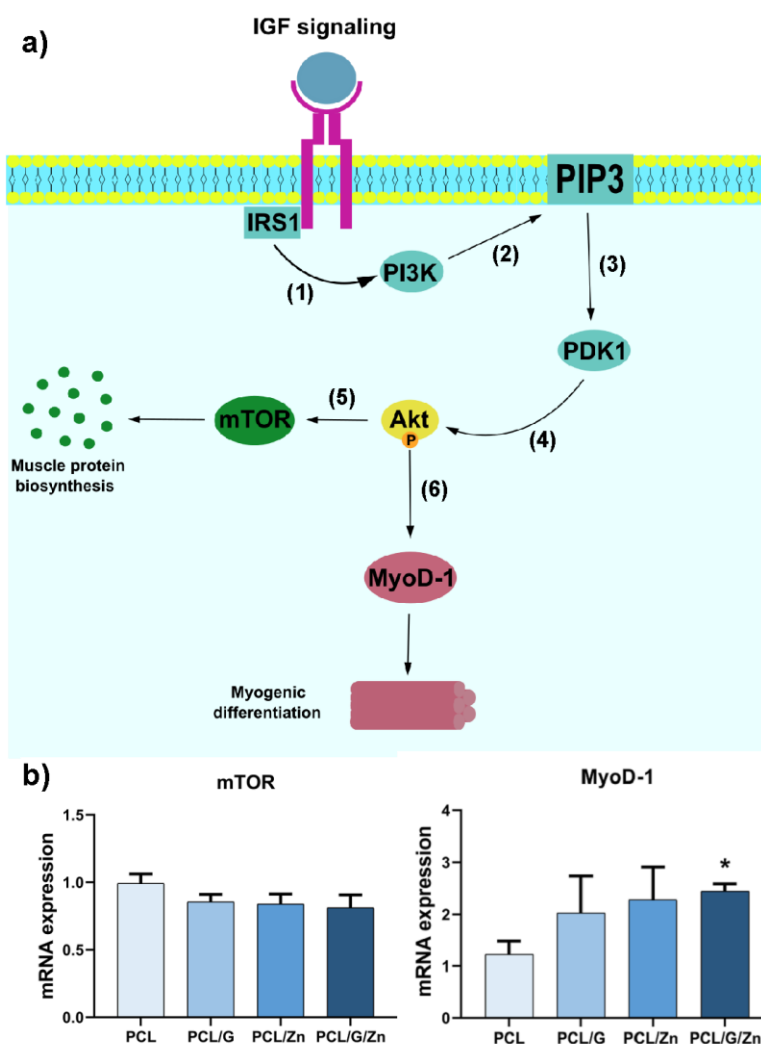 a)
IGF signaling
PIP3
IRS1
PI3K
(1)
(2)
(3)
PDK1
(4)
(5)
mTOR
Akt
P
Muscle protein
biosynthesis
(6)
MyoD-1
Myogenic
differentiation
b)
mTOR
mRNA expression
1.5
1.0
0.5
0.0
PCL
PCL/G
PCL/Zn
PCL/G/Zn
MyoD-1
mRNA expression
4
3
2
1
0
*
PCL
PCL/G
PCL/Zn
PCL/G/Zn